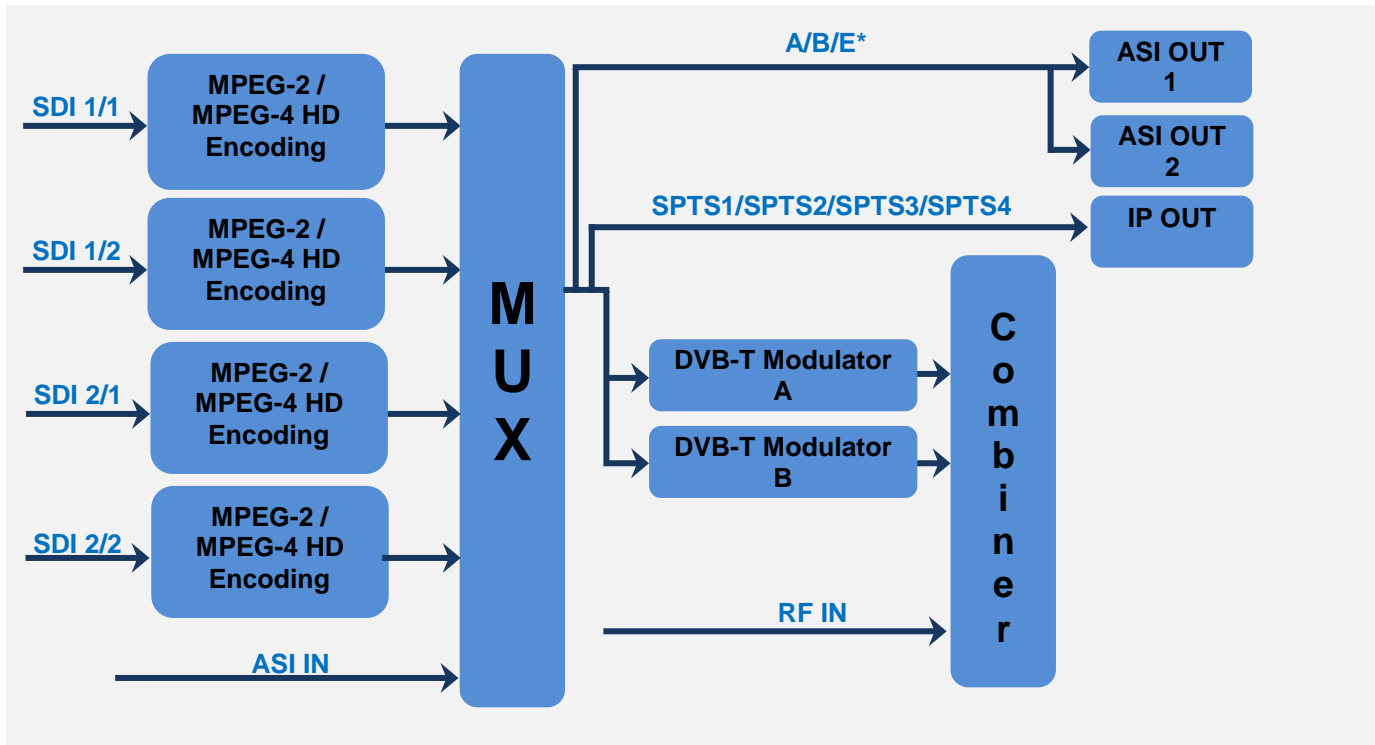 SDI 1/1
MPEG-2 /
MPEG-4 HD
Encoding
SDI 1/2
MPEG-2 /
MPEG-4 HD
Encoding
SDI 2/1
MPEG-2 /
MPEG-4 HD
Encoding
SDI 2/2
MPEG-2 /
MPEG-4 HD
Encoding
ASI IN
M
U
X
A/B/E*
ASI OUT
1
ASI OUT
2
SPTS1/SPTS2/SPTS3/SPTS4
IP OUT
DVB-T Modulator
A
DVB-T Modulator
B
RF IN
C
o
m
b
i
n
e
r